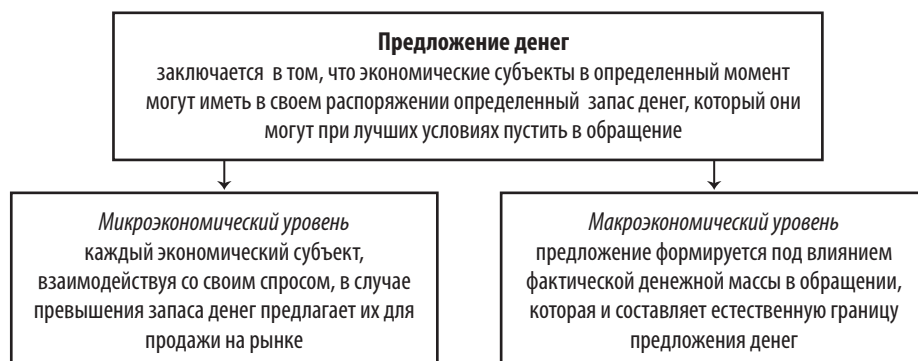 Предложение денег
заключается в том, что экономические субъекты в определенный момент
могут иметь в своем распоряжении определенный запас денег, который они
могут при лучших условиях пустить в обращение
Микроэкономический уровень
каждый экономический субъект,
взаимодействуя со своим спросом, в случае
превышения запаса денег предлагает их для
продажи на рынке
Макроэкономический уровень
предложение формируется под влиянием
фактической денежной массы в обращении,
которая и составляет естественную границу
предложения денег